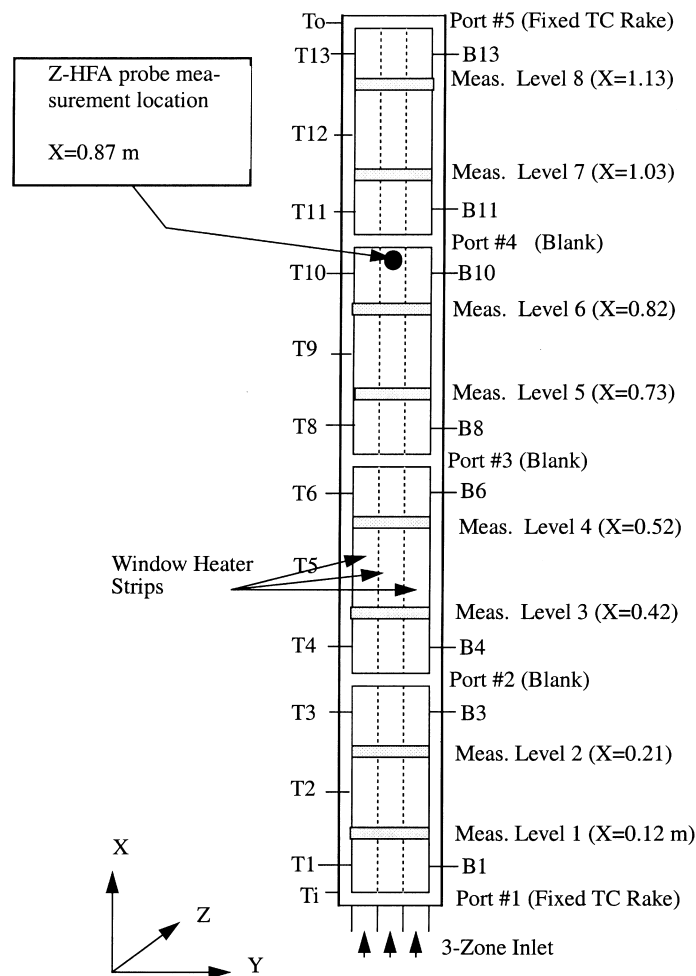 To
Port #5 (Fixed TC Rake)
T13
B13
Z-HFA probe mea-
surement location
X=0.87 m
Meas. Level 8 (X=1.13)
T12
Meas. Level 7 (X=1.03)
T11
B11
Port #4 (Blank)
T10
B10
Meas. Level 6 (X=0.82)
T9
Meas. Level 5 (X=0.73)
T8
B8
Port #3 (Blank)
T6
B6
Meas. Level 4 (X=0.52)
Window Heater
Strips
T5
Meas. Level 3 (X=0.42)
T4
B4
Port #2 (Blank)
T3
B3
Meas. Level 2 (X=0.21)
T2
Meas. Level 1 (X=0.12 m)
T1
B1
Ti
Port #1 (Fixed TC Rake)
3-Zone Inlet
X
Z
Y